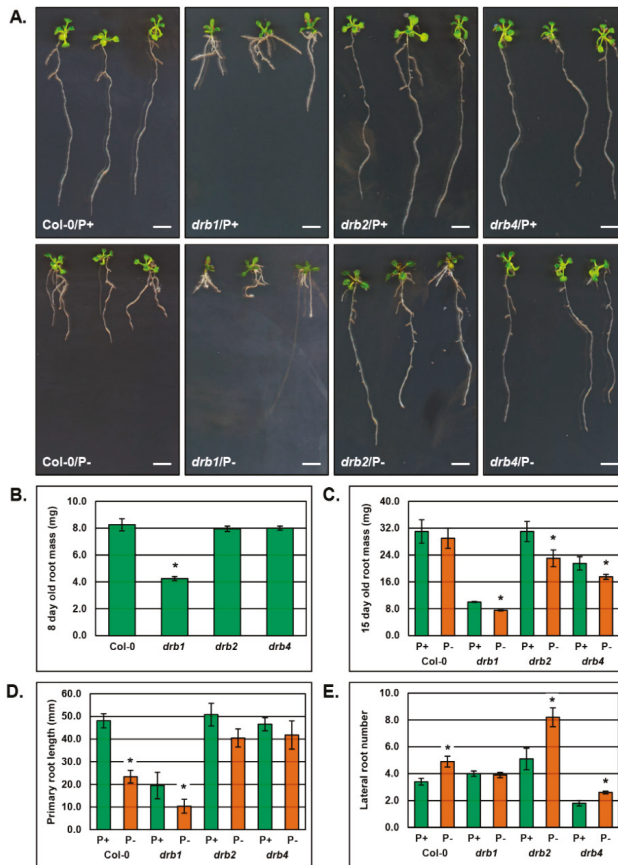 A.
Col-0/P+
drb1/P+
drb2/P+
drb4/P+
Col-0/P-
drb1/P-
drb2/P-
drb4/P-
B.
8 day old root mass (mg)
10.0
8.0
6.0
4.0
2.0
0.0
*
Col-0 drb1 drb2 drb4
C.
15 day old root mass (mg)
40.0
32.0
24.0
16.0
8.0
0.0
* * *
P+ P- P+ P- P+ P- P+ P-
Col-0 drb1 drb2 drb4
D.
Primary root length (mm)
60.0
50.0
40.0
30.0
20.0
10.0
0.0
* *
P+ P- P+ P- P+ P- P+ P-
Col-0 drb1 drb2 drb4
E.
Lateral root number
10.0
8.0
6.0
4.0
2.0
0.0
* * *
P+ P- P+ P- P+ P- P+ P-
Col-0 drb1 drb2 drb4